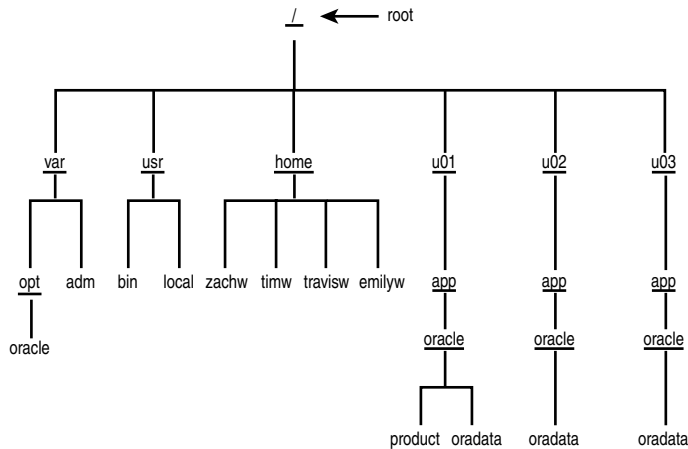 / root
var usr home u01 u02 u03
opt adm bin local zachw timw travisw emilyw app app app
oracle oracle oracle oracle
product oradata oradata oradata